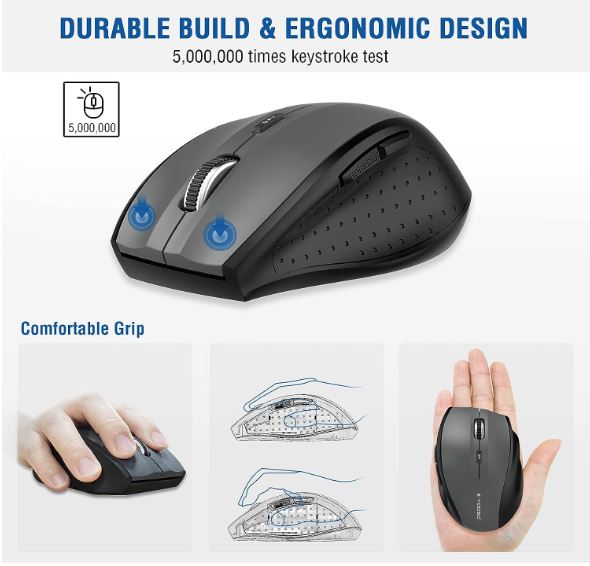 DURABLE BUILD & ERGONOMIC DESIGN
5,000,000 times keystroke test
5,000,000
Comfortable Grip